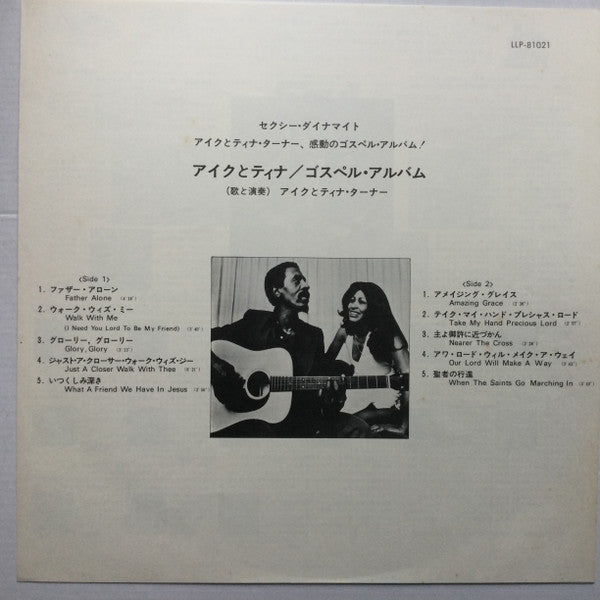 LLP-81021
セクシー・ダイナマイト
アイクとティナ・ターナー、感動のゴスペル・アルバム!
アイクとティナ／ゴスペル・アルバム
(歌と演奏) アイクとティナ・ターナー
〈Side 1〉
1. ファザー・アローン
Father Alone
2. ウォーク・ウィズ・ミー
Walk With Me
(I Need You Lord To Be My Friend)
3. グローリー,グローリー
Glory, Glory
4. ジャスト・ア・クローサー・ウォーク・ウィズ・ジー
Just A Closer Walk With Thee
5. いつくしみ深き
What A Friend We Have In Jesus
〈Side 2〉
1. アメイジング・グレイス
Amazing Grace
2. テイク・マイ・ハンド・プレシャス・ロード
Take My Hand Precious Lord
3. 主よ御許に近づかん
Nearer The Cross
4. アワ・ロード・ウィル・メイク・ア・ウェイ
Our Lord Will Make A Way
5. 聖者の行進
When The Saints Go Marching In